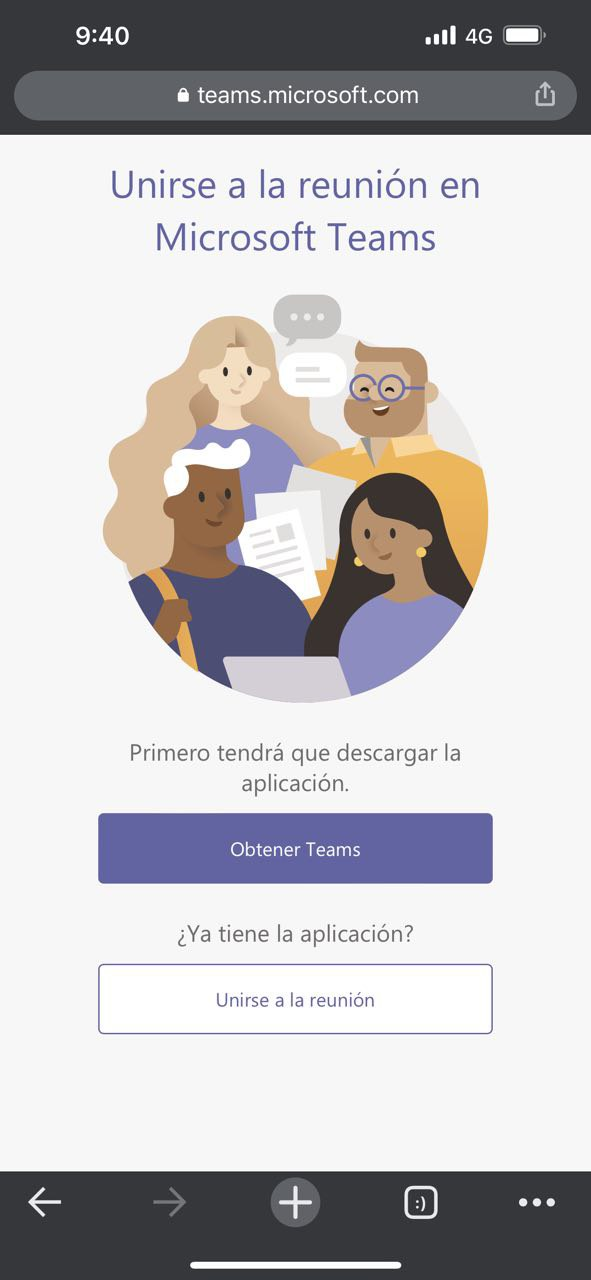 9:40
4G
teams.microsoft.com
Unirse a la reunión en
Microsoft Teams
Primero tendrá que descargar la
aplicación.
Obtener Teams
¿Ya tiene la aplicación?
Unirse a la reunión
:)